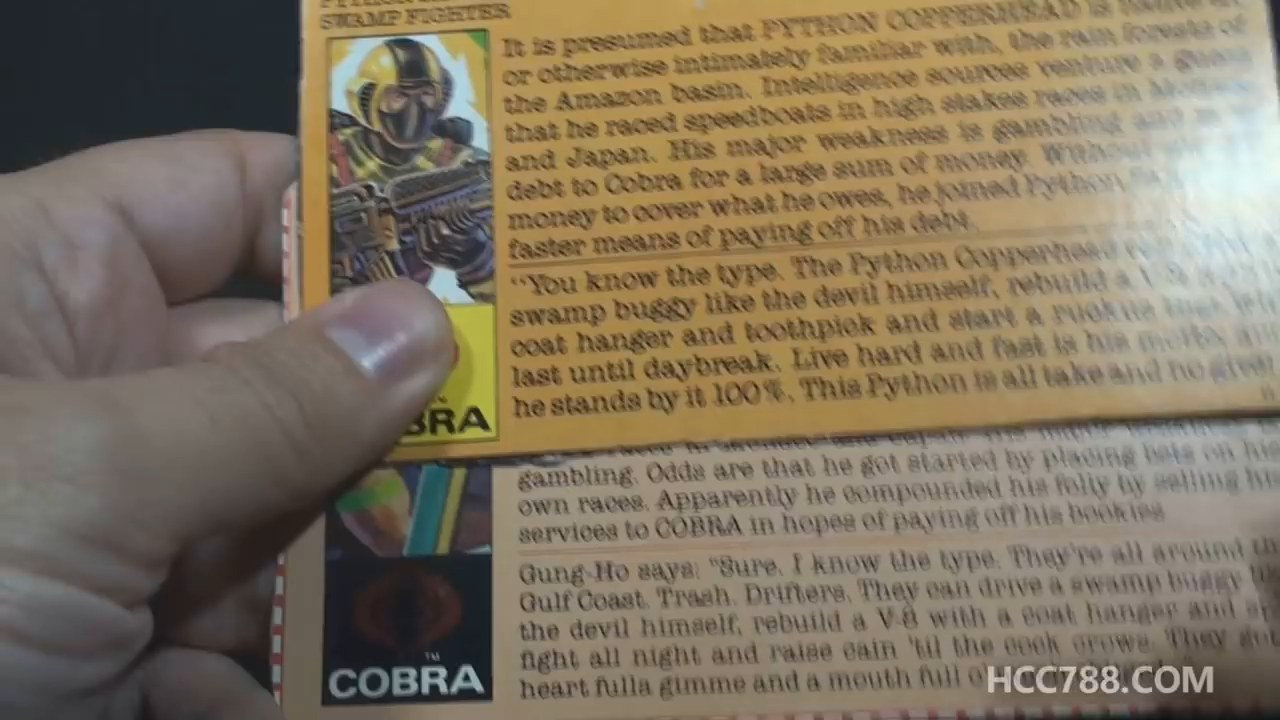 SWAMP FIGHTER
It is presumed that PYTHON COPPERHEAD is native
or otherwise intimately familiar with, the rain forests of
the Amazon basin. Intelligence sources venture a guess
that he raced speedboats in high stakes races in
and Japan. His major weakness is gambling and
debt to Cobra for a large sum of money. Without
money to cover what he owes, he joined Python
faster means of paying off his debt.
"You know the type. The Python Copperhead
swamp buggy like the devil himself, rebuild a V-8
coat hanger and toothpick and start a ruckus
last until daybreak. Live hard and fast is his motto and
he stands by it 100%. This Python is all take and no give!
BRA
gambling. Odds are that he got started by placing bets on his
own races. Apparently he compounded his folly by selling his
services to COBRA in hopes of paying off his bookies
Gung-Ho says: "Sure, I know the type. They're all around
Gulf Coast. Trash. Drifters. They can drive a swamp buggy
the devil himself, rebuild a V-8 with a coat hanger and
fight all night and raise cain 'til the cock crows. They
heart fulla gimme and a mouth full
TM
COBRA
HCC788.COM